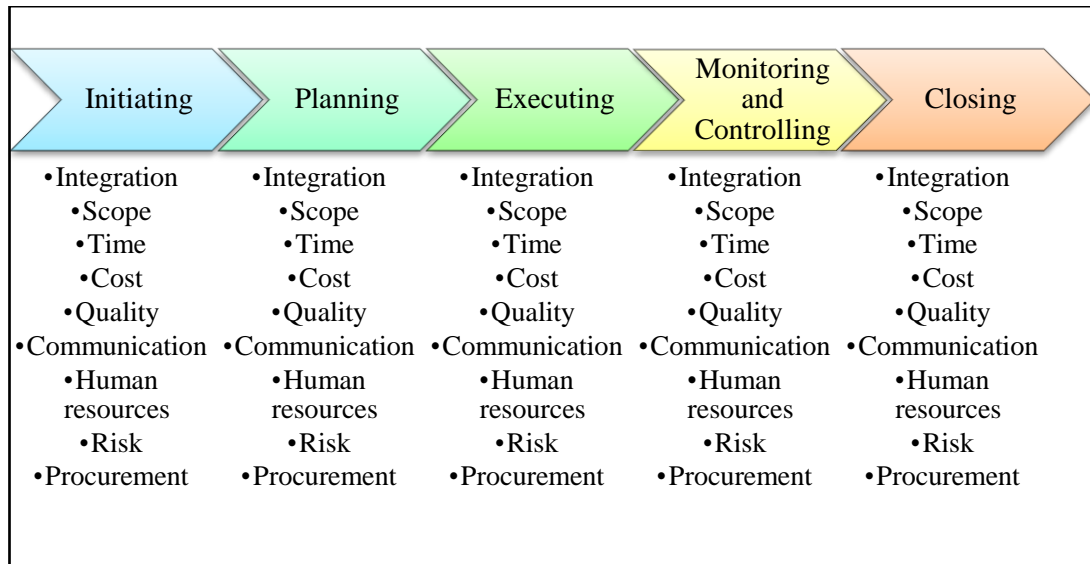 Initiating
Planning
Executing
Monitoring
and
Controlling
Closing
•Integration
•Scope
•Time
•Cost
•Quality
•Communication
•Human
resources
•Risk
•Procurement
•Integration
•Scope
•Time
•Cost
•Quality
•Communication
•Human
resources
•Risk
•Procurement
•Integration
•Scope
•Time
•Cost
•Quality
•Communication
•Human
resources
•Risk
•Procurement
•Integration
•Scope
•Time
•Cost
•Quality
•Communication
•Human
resources
•Risk
•Procurement
•Integration
•Scope
•Time
•Cost
•Quality
•Communication
•Human
resources
•Risk
•Procurement